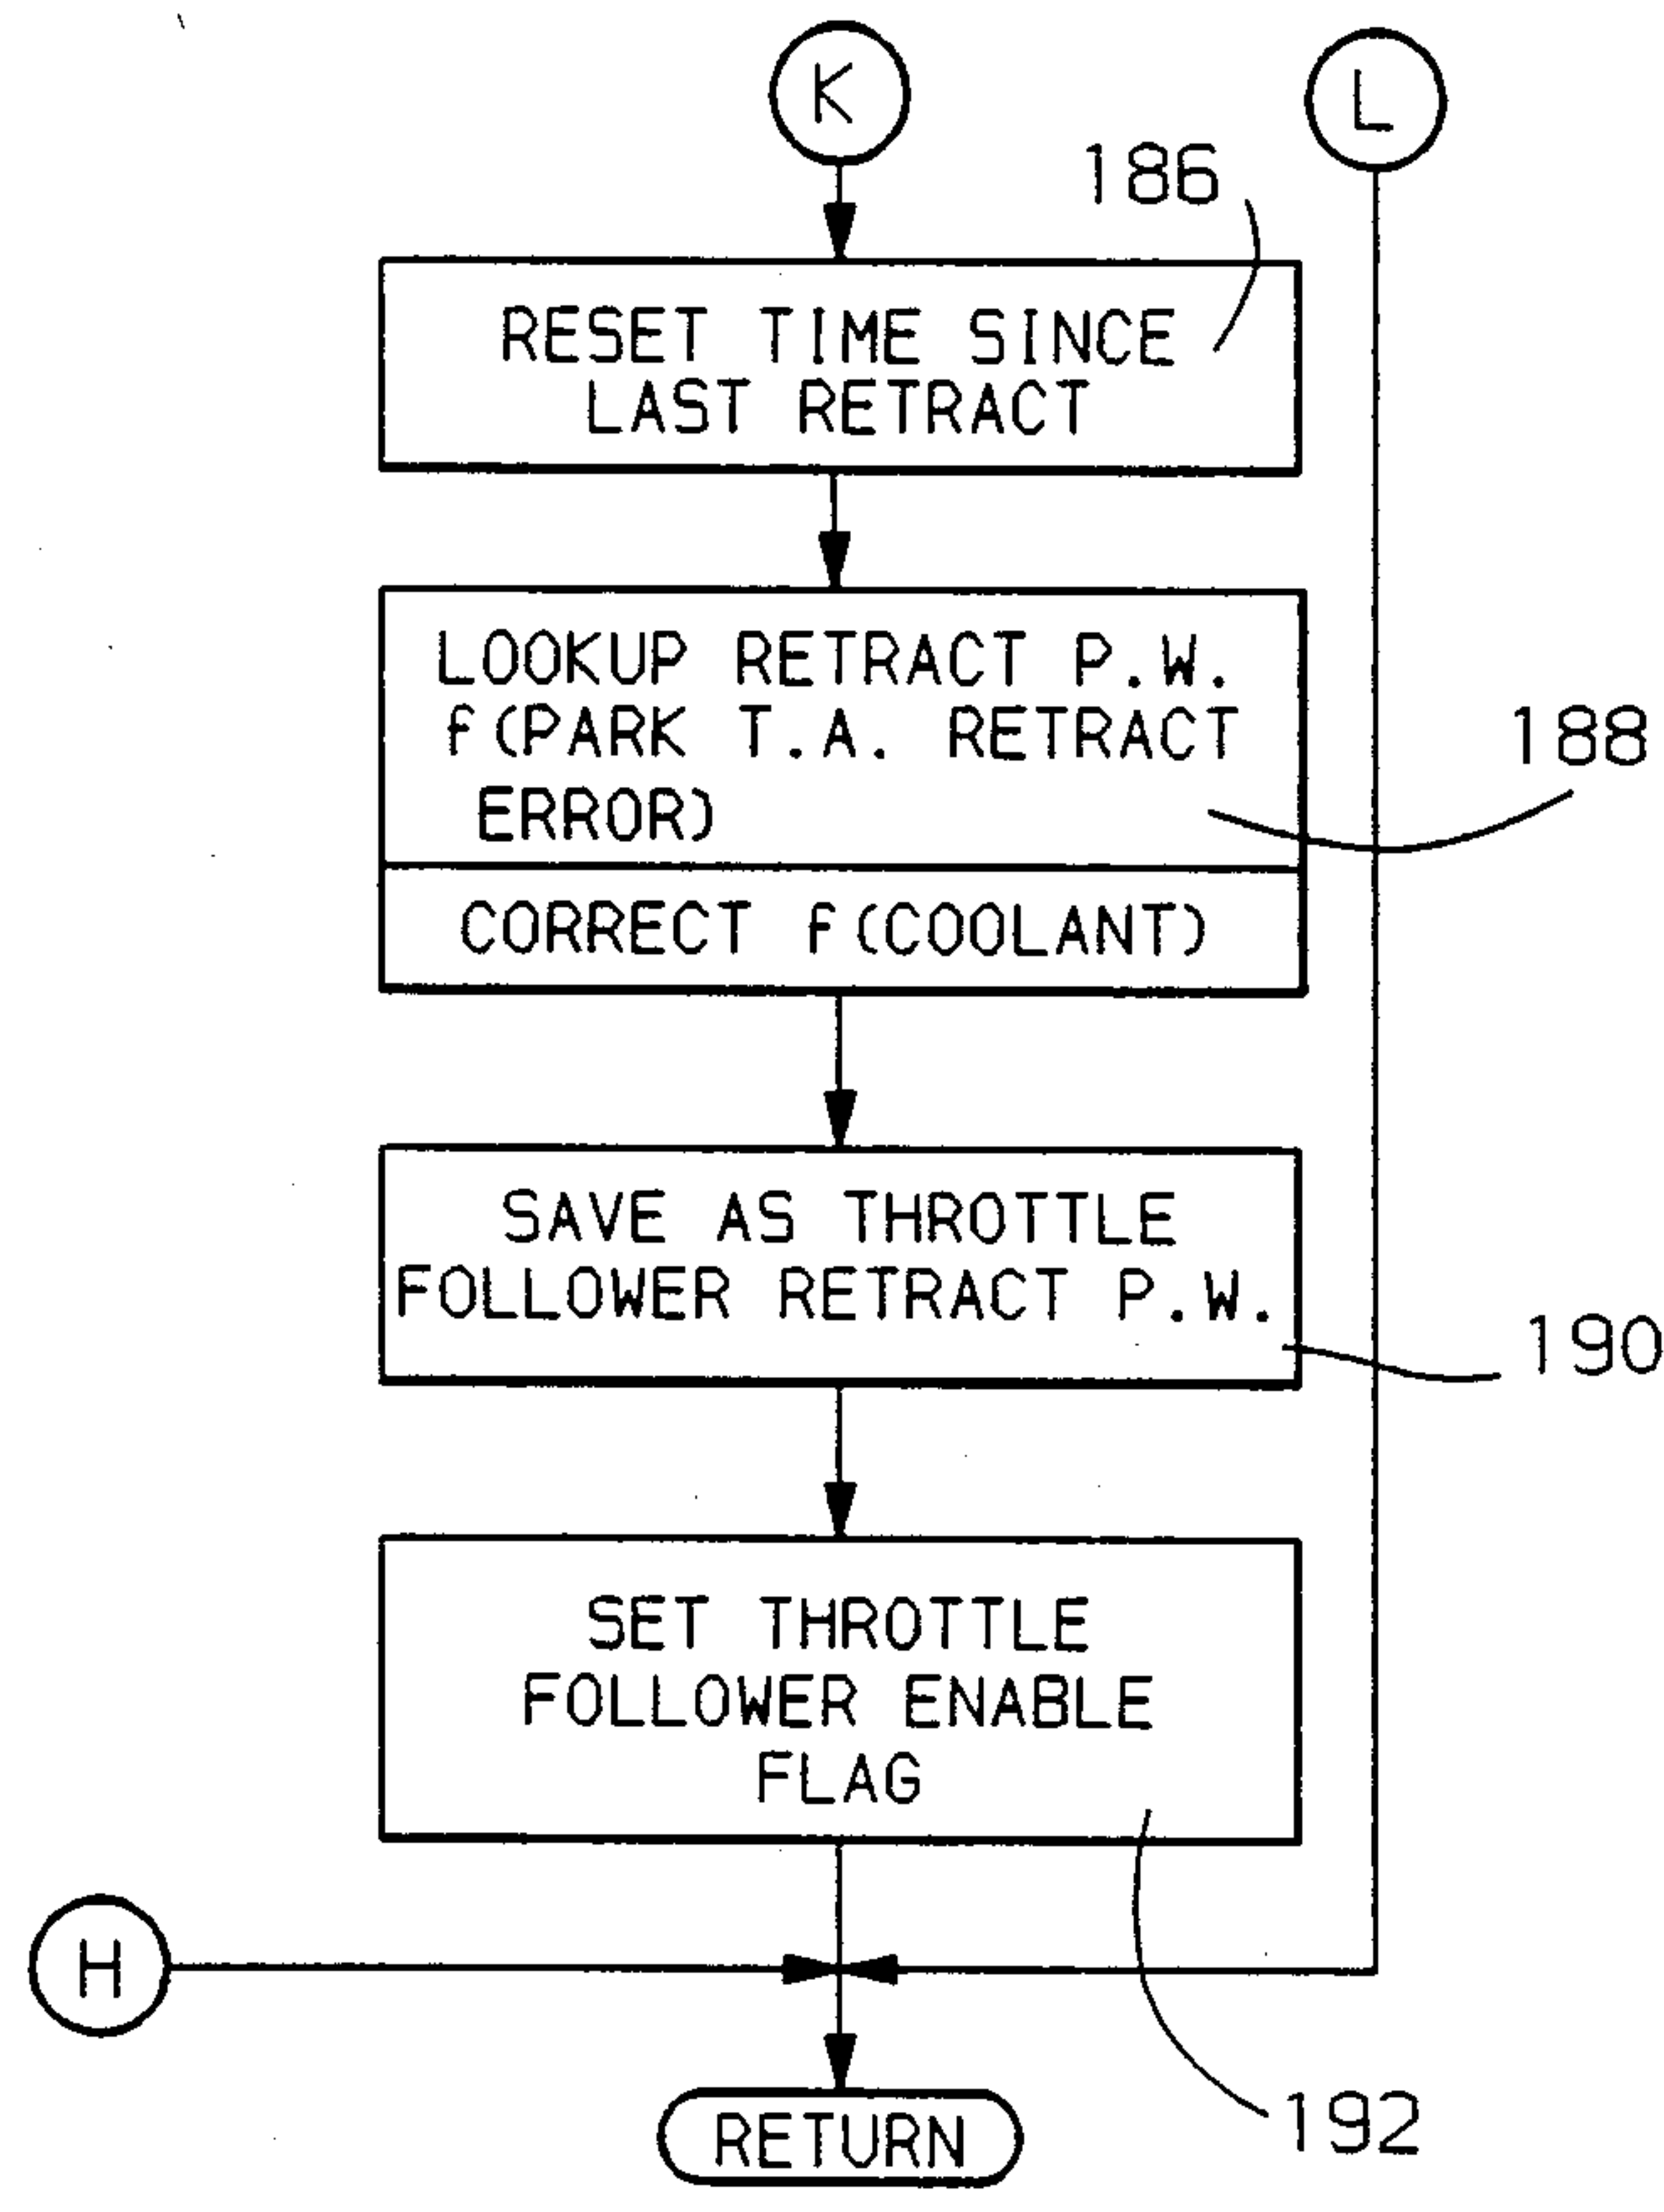 K
L
186
RESET TIME SINCE
LAST RETRACT
LOOKUP RETRACT P.W.
f(PARK T.A. RETRACT
ERROR)
188
CORRECT f(COOLANT)
SAVE AS THROTTLE
FOLLOWER RETRACT P.W.
190
SET THROTTLE
FOLLOWER ENABLE
FLAG
H
192
RETURN